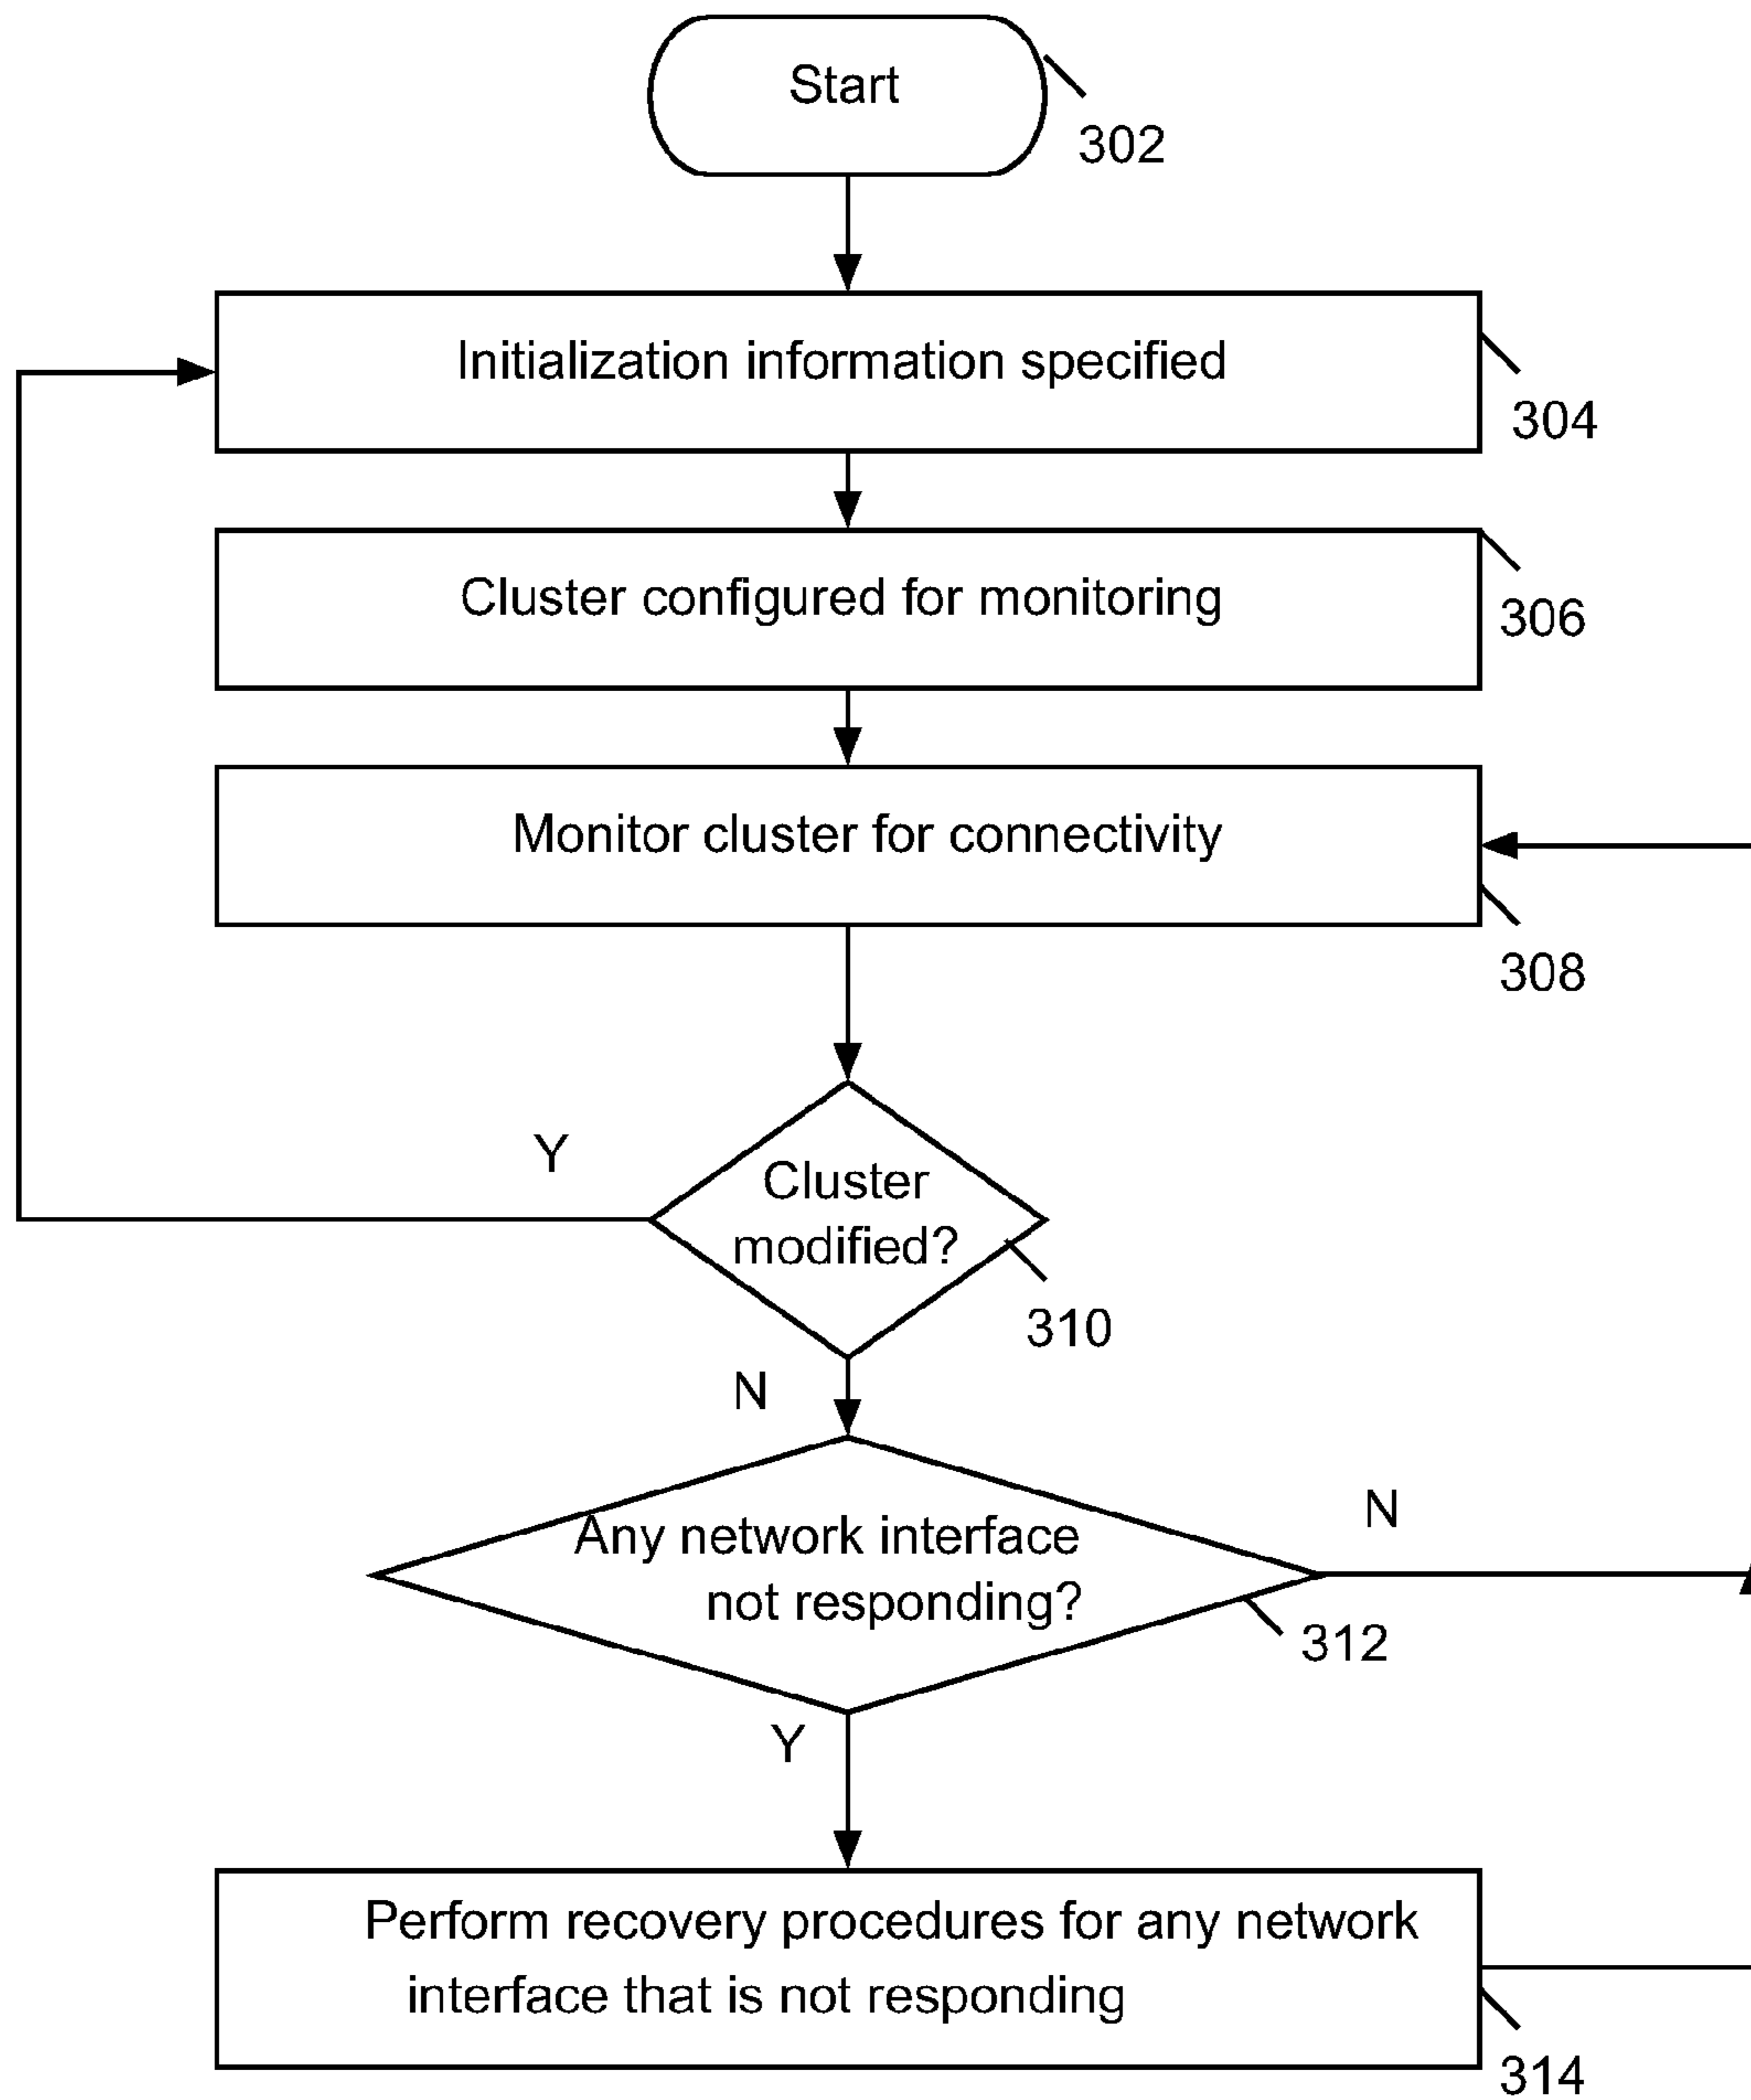 Start
302
Initialization information specified
304
Cluster configured for monitoring
306
Monitor cluster for connectivity
308
Y
Cluster
modified?
310
N
N
Any network interface
not responding?
312
Y
Perform recovery procedures for any network
interface that is not responding
314